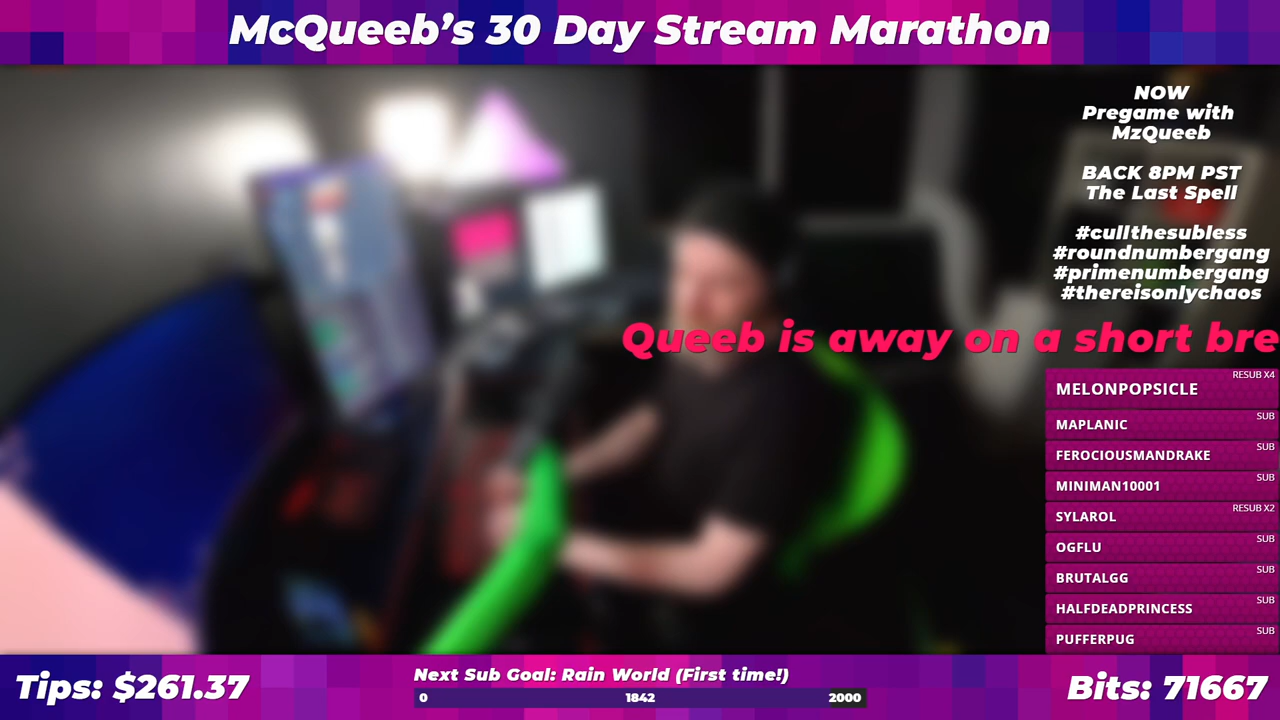 McQueeb’s 30 Day Stream Marathon
NOW
Pregame with
MzQueeb
BACK 8PM PST
The Last Spell
#cullthesubless
#roundnumbergang
#primenumbergang
#thereisonlychaos
Queeb is away on a short bre
RESUB X4
MELONPOPSICLE
SUB
MAPLANIC
SUB
FEROCIOUSMANDRAKE
SUB
MINIMAN10001
RESUB X2
SYLAROL
SUB
OGFLU
SUB
BRUTALGG
SUB
HALFDEADPRINCESS
SUB
PUFFERPUG
Tips: $261.37
Next Sub Goal: Rain World (First time!)
0 1842 2000
Bits: 71667